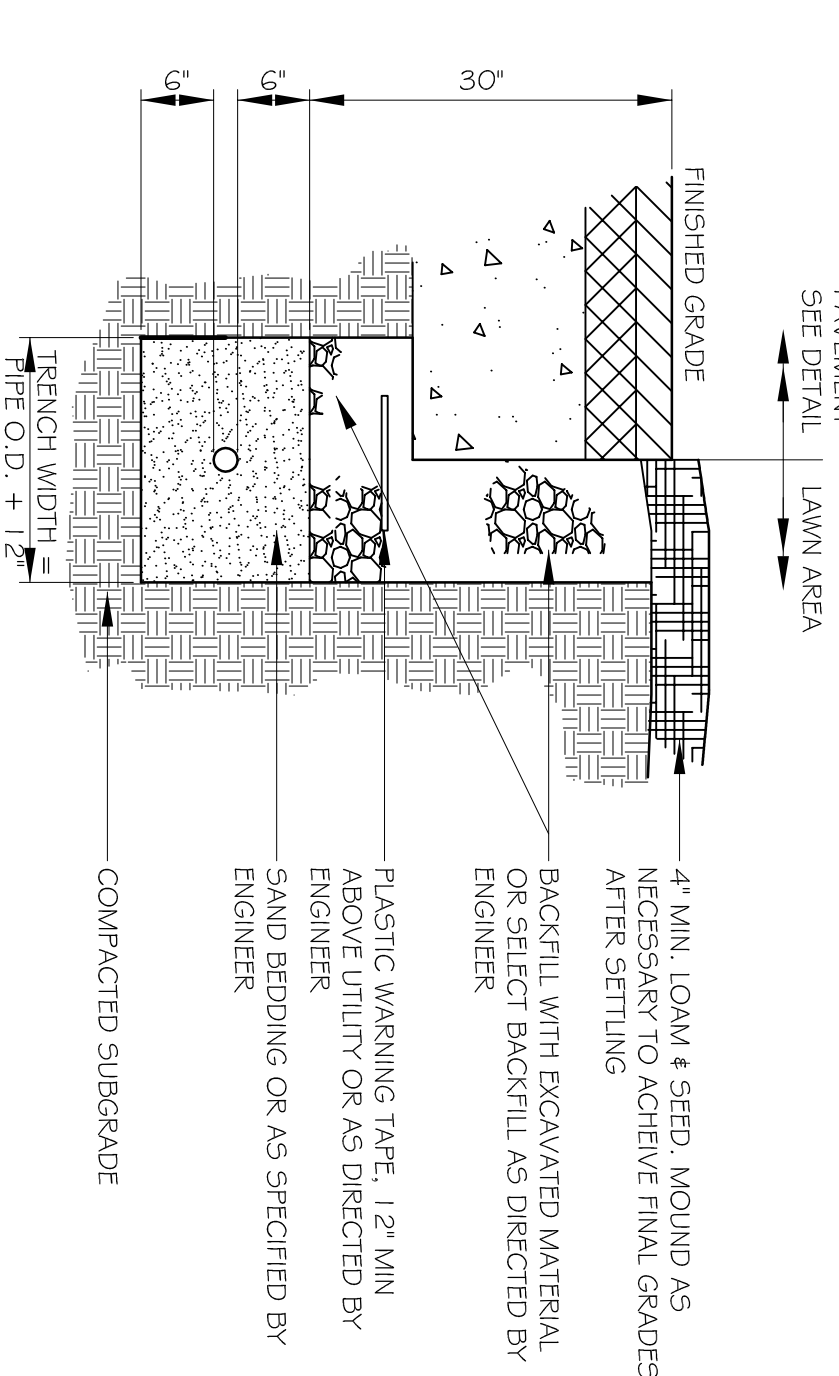 SEE DETAIL
LAWN AREA
FINISHED GRADE
30"
6"
6"
4" MIN. LOAM & SEED. MOUND AS
NECESSARY TO ACHEIVE FINAL GRADES
AFTER SETTLING
BACKFILL WITH EXCAVATED MATERIAL
OR SELECT BACKFILL AS DIRECTED BY
ENGINEER
PLASTIC WARNING TAPE, 12" MIN
ABOVE UTILITY OR AS DIRECTED BY
ENGINEER
SAND BEDDING OR AS SPECIFIED BY
ENGINEER
COMPACTED SUBGRADE
TRENCH WIDTH =
PIPE O.D. + 12"